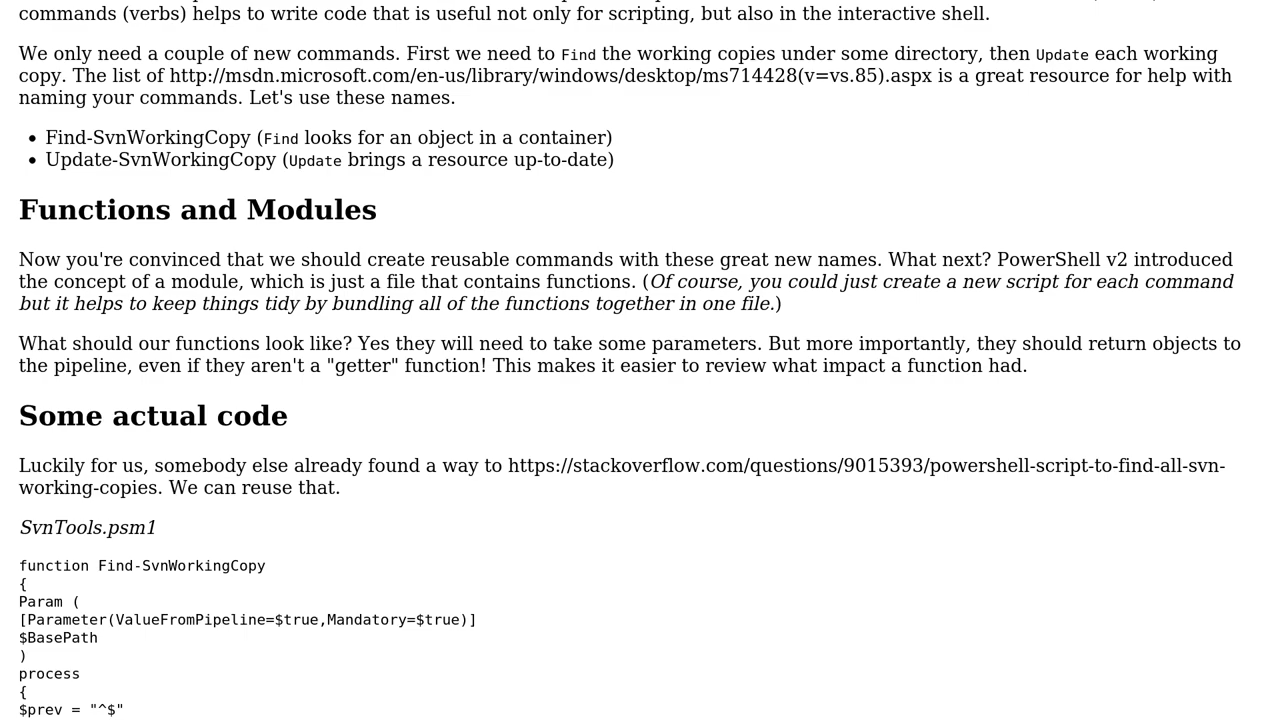 commands (verbs) helps to write code that is useful not only for scripting, but also in the interactive shell.
We only need a couple of new commands. First we need to Find the working copies under some directory, then Update each working
copy. The list of http://msdn.microsoft.com/en-us/library/windows/desktop/ms714428(v=vs.85).aspx is a great resource for help with
naming your commands. Let's use these names.
• Find-SvnWorkingCopy (Find looks for an object in a container)
• Update-SvnWorkingCopy (Update brings a resource up-to-date)
Functions and Modules
Now you're convinced that we should create reusable commands with these great new names. What next? PowerShell v2 introduced
the concept of a module, which is just a file that contains functions. (Of course, you could just create a new script for each command
but it helps to keep things tidy by bundling all of the functions together in one file.)
What should our functions look like? Yes they will need to take some parameters. But more importantly, they should return objects to
the pipeline, even if they aren't a "getter" function! This makes it easier to review what impact a function had.
Some actual code
Luckily for us, somebody else already found a way to https://stackoverflow.com/questions/9015393/powershell-script-to-find-all-svn-
working-copies. We can reuse that.
SvnTools.psm1
function Find-SvnWorkingCopy
{
Param (
[Parameter(ValueFromPipeline=$true,Mandatory=$true)]
$BasePath
)
process
{
$prev = "^$"